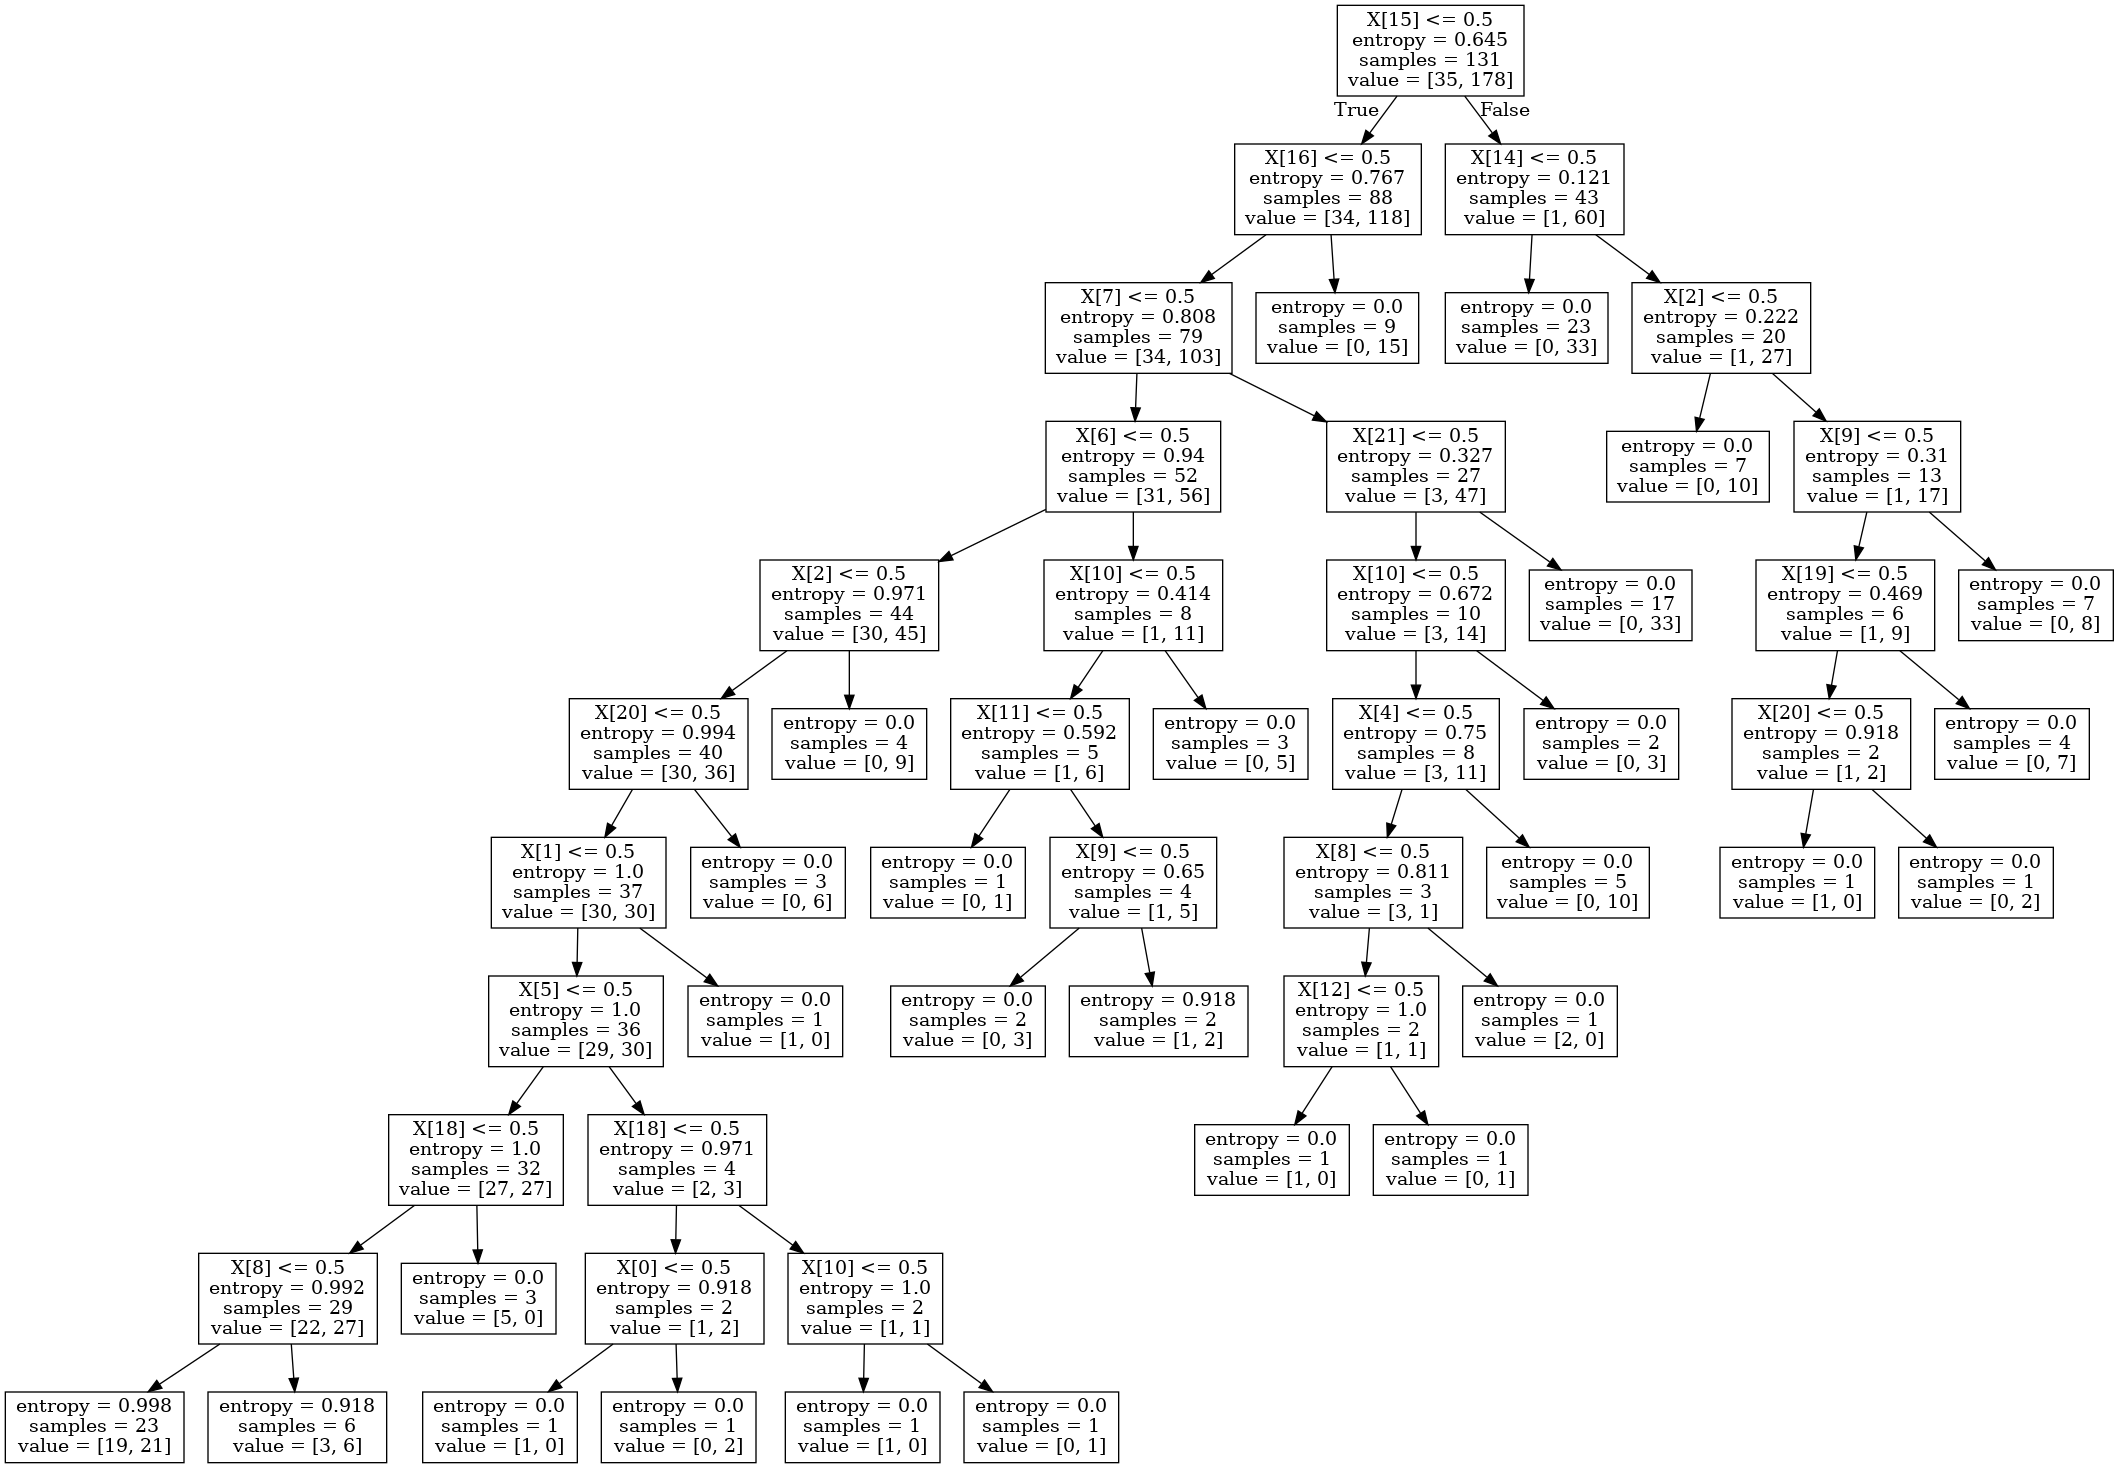 X[15] <= 0.5
entropy = 0.645
samples = 131
value = [35, 178]
True
False
X[16] <= 0.5
entropy = 0.767
samples = 88
value = [34, 118]
X[14] <= 0.5
entropy = 0.121
samples = 43
value = [1, 60]
X[7] <= 0.5
entropy = 0.808
samples = 79
value = [34, 103]
entropy = 0.0
samples = 9
value = [0, 15]
entropy = 0.0
samples = 23
value = [0, 33]
X[2] <= 0.5
entropy = 0.222
samples = 20
value = [1, 27]
X[6] <= 0.5
entropy = 0.94
samples = 52
value = [31, 56]
X[21] <= 0.5
entropy = 0.327
samples = 27
value = [3, 47]
entropy = 0.0
samples = 7
value = [0, 10]
X[9] <= 0.5
entropy = 0.31
samples = 13
value = [1, 17]
X[2] <= 0.5
entropy = 0.971
samples = 44
value = [30, 45]
X[10] <= 0.5
entropy = 0.414
samples = 8
value = [1, 11]
X[10] <= 0.5
entropy = 0.672
samples = 10
value = [3, 14]
entropy = 0.0
samples = 17
value = [0, 33]
X[19] <= 0.5
entropy = 0.469
samples = 6
value = [1, 9]
entropy = 0.0
samples = 7
value = [0, 8]
X[20] <= 0.5
entropy = 0.994
samples = 40
value = [30, 36]
entropy = 0.0
samples = 4
value = [0, 9]
X[11] <= 0.5
entropy = 0.592
samples = 5
value = [1, 6]
entropy = 0.0
samples = 3
value = [0, 5]
X[4] <= 0.5
entropy = 0.75
samples = 8
value = [3, 11]
entropy = 0.0
samples = 2
value = [0, 3]
X[20] <= 0.5
entropy = 0.918
samples = 2
value = [1, 2]
entropy = 0.0
samples = 4
value = [0, 7]
X[1] <= 0.5
entropy = 1.0
samples = 37
value = [30, 30]
entropy = 0.0
samples = 3
value = [0, 6]
entropy = 0.0
samples = 1
value = [0, 1]
X[9] <= 0.5
entropy = 0.65
samples = 4
value = [1, 5]
X[8] <= 0.5
entropy = 0.811
samples = 3
value = [3, 1]
entropy = 0.0
samples = 5
value = [0, 10]
entropy = 0.0
samples = 1
value = [1, 0]
entropy = 0.0
samples = 1
value = [0, 2]
X[5] <= 0.5
entropy = 1.0
samples = 36
value = [29, 30]
entropy = 0.0
samples = 1
value = [1, 0]
entropy = 0.0
samples = 2
value = [0, 3]
entropy = 0.918
samples = 2
value = [1, 2]
X[12] <= 0.5
entropy = 1.0
samples = 2
value = [1, 1]
entropy = 0.0
samples = 1
value = [2, 0]
X[18] <= 0.5
entropy = 1.0
samples = 32
value = [27, 27]
X[18] <= 0.5
entropy = 0.971
samples = 4
value = [2, 3]
entropy = 0.0
samples = 1
value = [1, 0]
entropy = 0.0
samples = 1
value = [0, 1]
X[8] <= 0.5
entropy = 0.992
samples = 29
value = [22, 27]
entropy = 0.0
samples = 3
value = [5, 0]
X[0] <= 0.5
entropy = 0.918
samples = 2
value = [1, 2]
X[10] <= 0.5
entropy = 1.0
samples = 2
value = [1, 1]
entropy = 0.998
samples = 23
value = [19, 21]
entropy = 0.918
samples = 6
value = [3, 6]
entropy = 0.0
samples = 1
value = [1, 0]
entropy = 0.0
samples = 1
value = [0, 2]
entropy = 0.0
samples = 1
value = [1, 0]
entropy = 0.0
samples = 1
value = [0, 1]